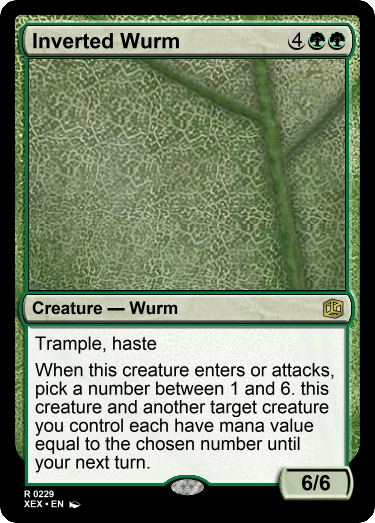 Inverted Wurm 4
Creature — Wurm
Trample, haste
When this creature enters or attacks,
pick a number between 1 and 6. this
creature and another target creature
you control each have mana value
equal to the chosen number until
your next turn.
6/6
R 0229
XEX • EN